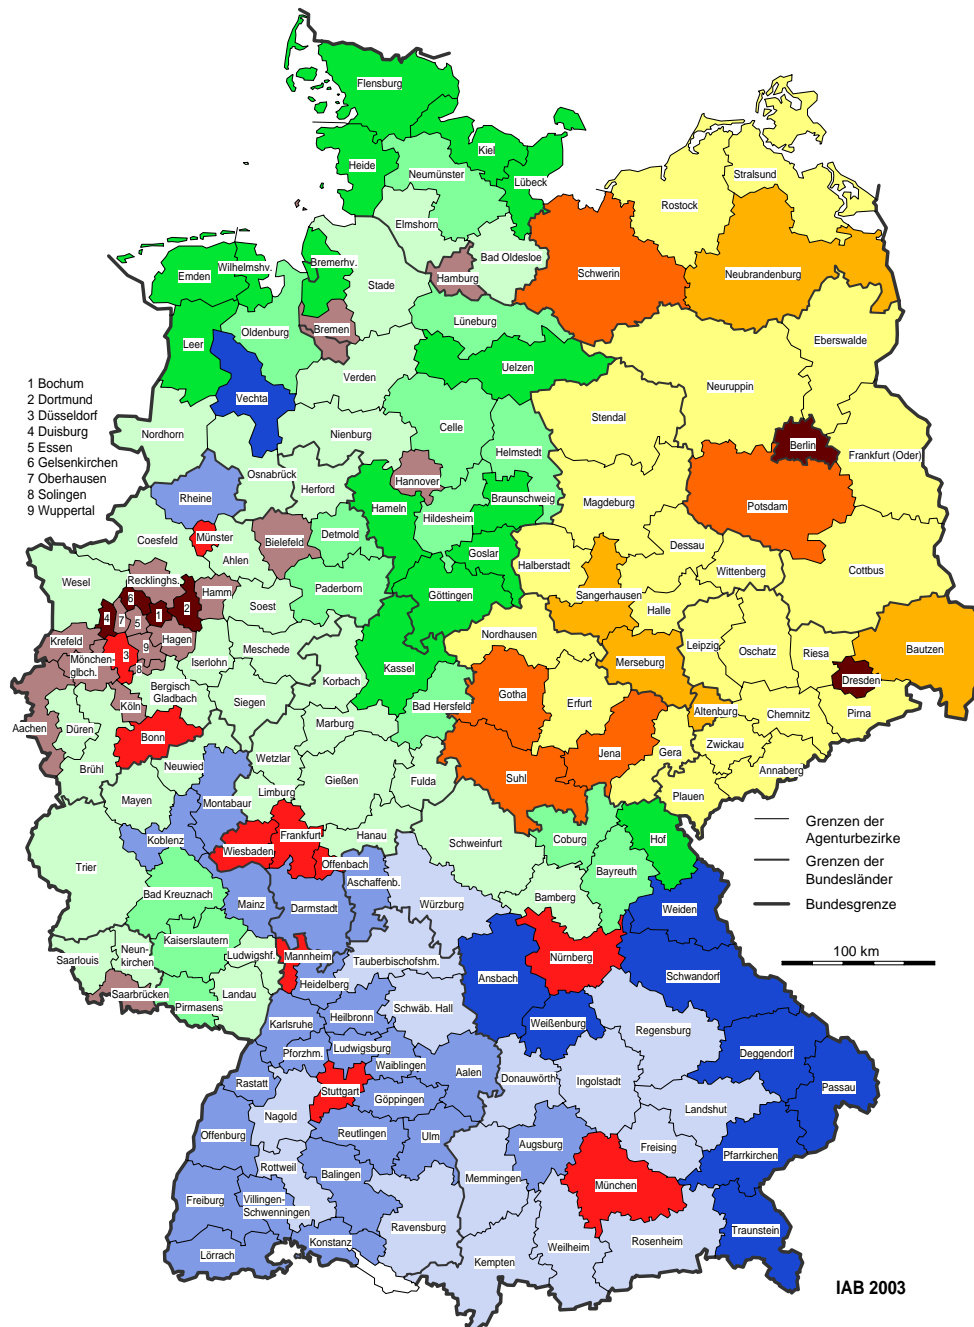 Flensburg
Kiel
Heide
Neumünster
Lübeck
Stralsund
Rostock
Elmshorn
Bad Oldesloe
Wilhelmshv.
Bremerhv.
Emden
Hamburg
Schwerin
Neubrandenburg
Stade
Lüneburg
Oldenburg
Bremen
Leer
Eberswalde
Uelzen
Verden
Neuruppin
Vechta
1 Bochum
2 Dortmund
3 Düsseldorf
4 Duisburg
5 Essen
6 Gelsenkirchen
7 Oberhausen
8 Solingen
9 Wuppertal
Stendal
Nordhorn
Nienburg
Celle
Berlin
Helmstedt
Frankfurt (Oder)
Osnabrück
Herford
Hannover
Rheine
Braunschweig
Hameln
Magdeburg
Potsdam
Hildesheim
Münster
Detmold
Coesfeld
Bielefeld
Dessau
Ahlen
Goslar
Halberstadt
Wittenberg
Cottbus
Wesel
Recklinghs.
Hamm
Paderborn
Göttingen
Sangerhausen
6
Soest
Halle
4
7
5
1
2
Nordhausen
Krefeld
Hagen
Meschede
Leipzig
Oschatz
Riesa
Bautzen
9
3
Mönchen-
glbch.
8
Iserlohn
Kassel
Merseburg
Dresden
Korbach
Bergisch
Gladbach
Siegen
Gotha
Erfurt
Köln
Bad Hersfeld
Altenburg
Chemnitz
Pirna
Aachen
Düren
Marburg
Bonn
Jena
Gera
Zwickau
Wetzlar
Brühl
Neuwied
Gießen
Fulda
Suhl
Annaberg
Limburg
Plauen
Mayen
Montabaur
Grenzen der
Agenturbezirke
Koblenz
Frankfurt
Hanau
Schweinfurt
Coburg
Hof
Wiesbaden
Grenzen der
Bundesländer
Trier
Offenbach
Bayreuth
Aschaffenb.
Bad Kreuznach
Bamberg
Mainz
Darmstadt
Würzburg
Bundesgrenze
Weiden
Kaiserslautern
Neun-
kirchen
Saarlouis
Ludwigshf.
Mannheim
Tauberbischofshm.
Nürnberg
100 km
Ansbach
Schwandorf
Heidelberg
Saarbrücken
Landau
Pirmasens
Schwäb. Hall
Heilbronn
Karlsruhe
Weißenburg
Regensburg
Pforzhm.
Ludwigsburg
Waiblingen
Deggendorf
Aalen
Donauwörth
Ingolstadt
Rastatt
Passau
Stuttgart
Göppingen
Nagold
Landshut
Offenburg
Reutlingen
Ulm
Augsburg
Freising
Pfarrkirchen
Rottweil
Balingen
Memmingen
München
Freiburg
Villingen-
Schwenningen
Ravensburg
Traunstein
Konstanz
Rosenheim
Weilheim
Lörrach
Kempten
IAB 2003